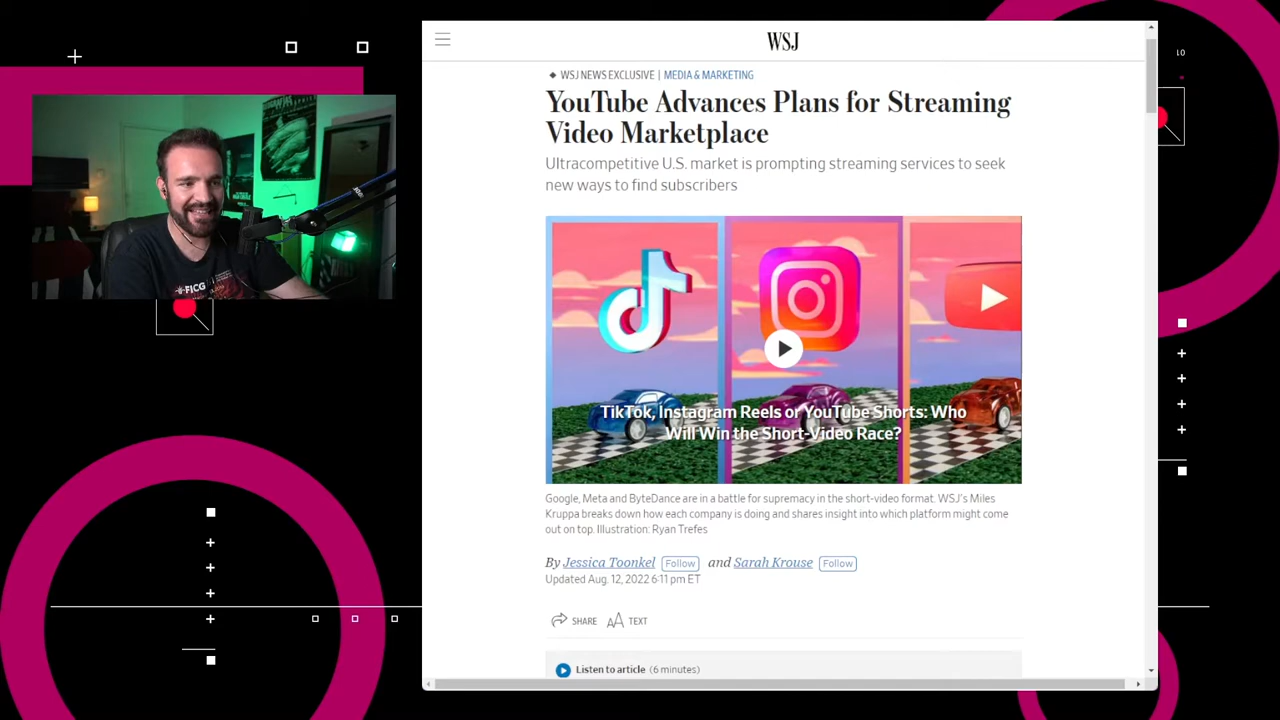 WSJ
WSJ NEWS EXCLUSIVE | MEDIA & MARKETING
YouTube Advances Plans for Streaming
Video Marketplace
Ultracompetitive U.S. market is prompting streaming services to seek
new ways to find subscribers
TikTok, Instagram Reels or YouTube Shorts: Who
Will Win the Short-Video Race?
Google, Meta and ByteDance are in a battle for supremacy in the short-video format. WSJ's Miles
Kruppa breaks down how each company is doing and shares insight into which platform might come
out on top. Illustration: Ryan Trefes
By Jessica Toonkel Follow and Sarah Krouse Follow
Updated Aug. 12, 2022 6:11 pm ET
SHARE AA TEXT
Listen to article (6 minutes)
FICG
10